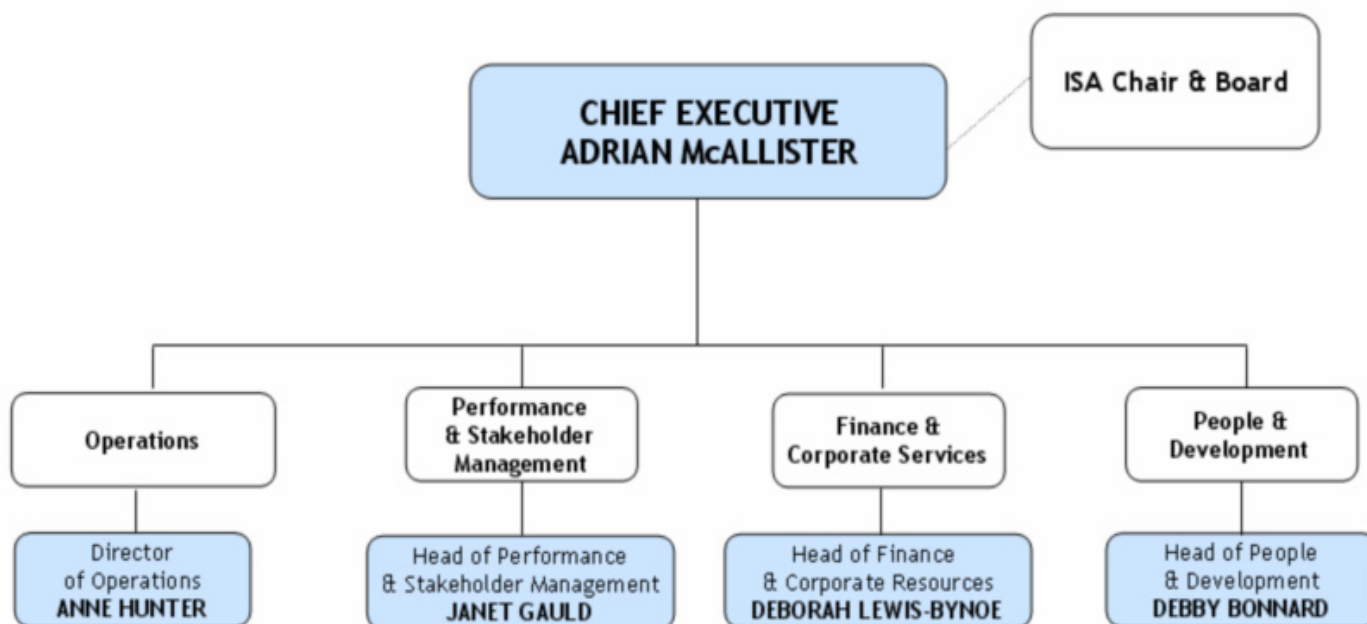 ISA Chair & Board
CHIEF EXECUTIVE
ADRIAN McALLISTER
Operations
Performance
& Stakeholder
Management
Finance &
Corporate Services
People &
Development
Director
of Operations
ANNE HUNTER
Head of Performance
& Stakeholder Management
JANET GAULD
Head of Finance
& Corporate Resources
DEBORAH LEWIS-BYNOE
Head of People
& Development
DEBBY BONNARD